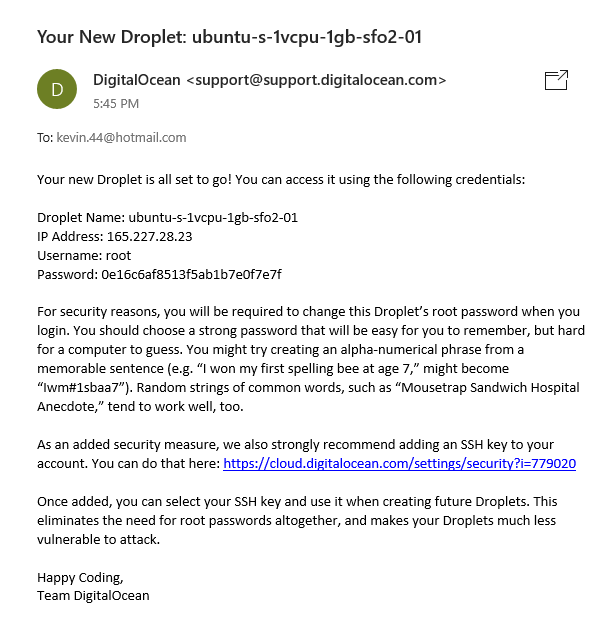 Your New Droplet: ubuntu-s-1vcpu-1gb-sfo2-01
D
DigitalOcean <support@support.digitalocean.com>
5:45 PM
To: kevin.44@hotmail.com
Your new Droplet is all set to go! You can access it using the following credentials:
Droplet Name: ubuntu-s-1vcpu-1gb-sfo2-01
IP Address: 165.227.28.23
Username: root
Password: 0e16c6af8513f5ab1b7e0f7e7f
For security reasons, you will be required to change this Droplet’s root password when you
login. You should choose a strong password that will be easy for you to remember, but hard
for a computer to guess. You might try creating an alpha-numerical phrase from a
memorable sentence (e.g. “I won my first spelling bee at age 7,” might become
“Iwm#1sbaa7”). Random strings of common words, such as “Mousetrap Sandwich Hospital
Anecdote,” tend to work well, too.
As an added security measure, we also strongly recommend adding an SSH key to your
account. You can do that here: https://cloud.digitalocean.com/settings/security?i=779020
Once added, you can select your SSH key and use it when creating future Droplets. This
eliminates the need for root passwords altogether, and makes your Droplets much less
vulnerable to attack.
Happy Coding,
Team DigitalOcean